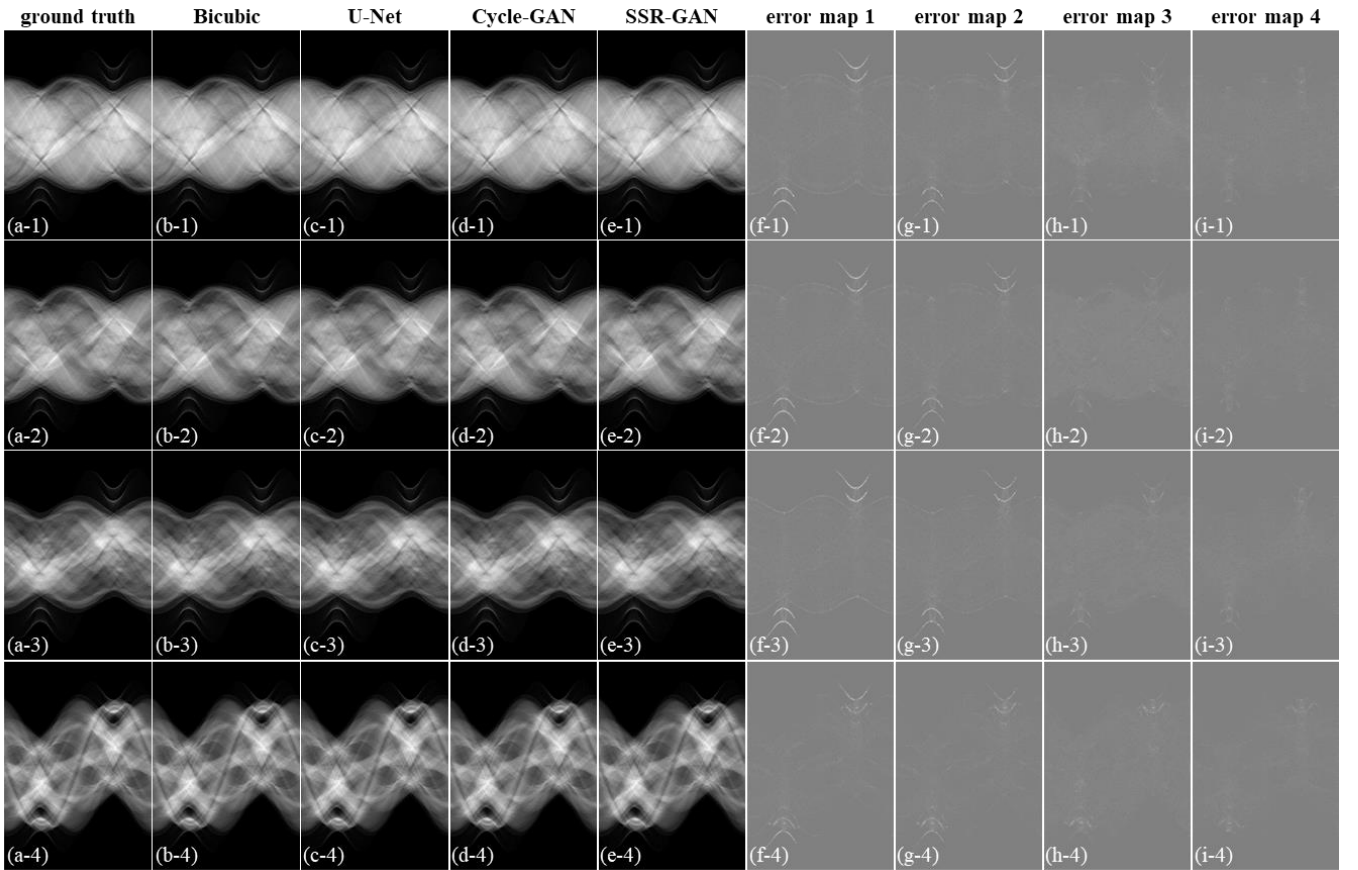 ground truth Bicubic U-Net Cycle-GAN SSR-GAN error map 1 error map 2 error map 3 error map 4
(a-1) (b-1) (c-1) (d-1) (e-1) (f-1) (g-1) (h-1) (i-1)
(a-2) (b-2) (c-2) (d-2) (e-2) (f-2) (g-2) (h-2) (i-2)
(a-3) (b-3) (c-3) (d-3) (e-3) (f-3) (g-3) (h-3) (i-3)
(a-4) (b-4) (c-4) (d-4) (e-4) (f-4) (g-4) (h-4) (i-4)